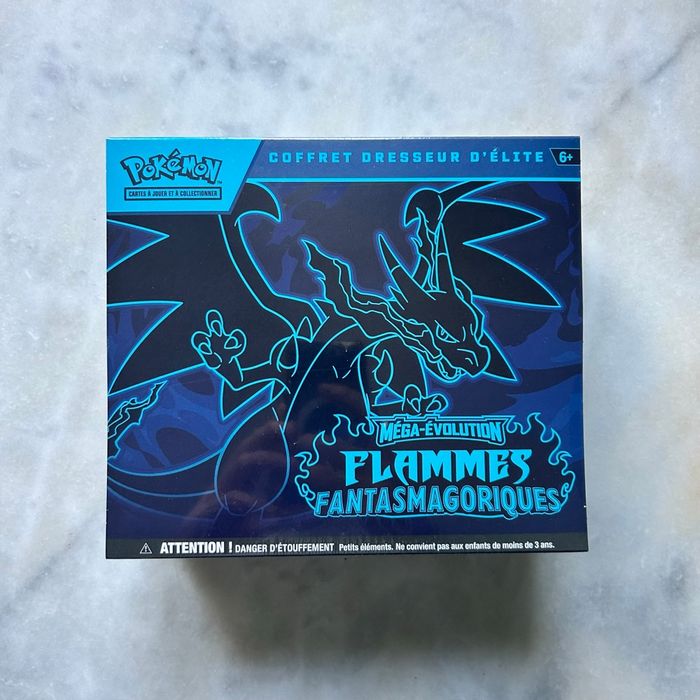 POKéMON™
CARTES À JOUER ET À COLLECTIONNER
COFFRET DRESSEUR D'ÉLITE 6+
MÉGA-ÉVOLUTION
FLAMMES
FANTASMAGORIQUES
⚠ ATTENTION ! DANGER D'ÉTOUFFEMENT Petits éléments. Ne convient pas aux enfants de moins de 3 ans.